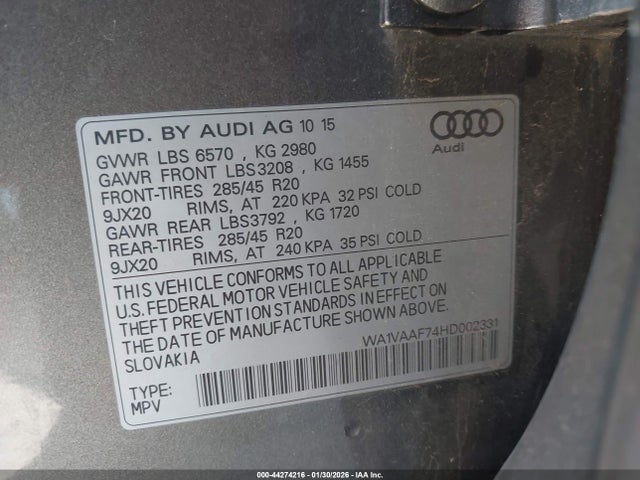 MFD. BY AUDI AG 10 15
Audi
GVWR LBS 6570 , KG 2980
GAWR FRONT LBS3208 , KG 1455
FRONT-TIRES 285/45 R20
9JX20 RIMS, AT 220 KPA 32 PSI COLD
GAWR REAR LBS3792 , KG 1720
REAR-TIRES 285/45 R20
9JX20 RIMS, AT 240 KPA 35 PSI COLD
THIS VEHICLE CONFORMS TO ALL APPLICABLE
U.S. FEDERAL MOTOR VEHICLE SAFETY AND
THEFT PREVENTION STANDARDS IN EFFECT ON
THE DATE OF MANUFACTURE SHOWN ABOVE.
SLOVAKIA
WA1VAAF74HD002331
TYPE:
MPV
000-44274216 - 01/30/2026 - IAA Inc.